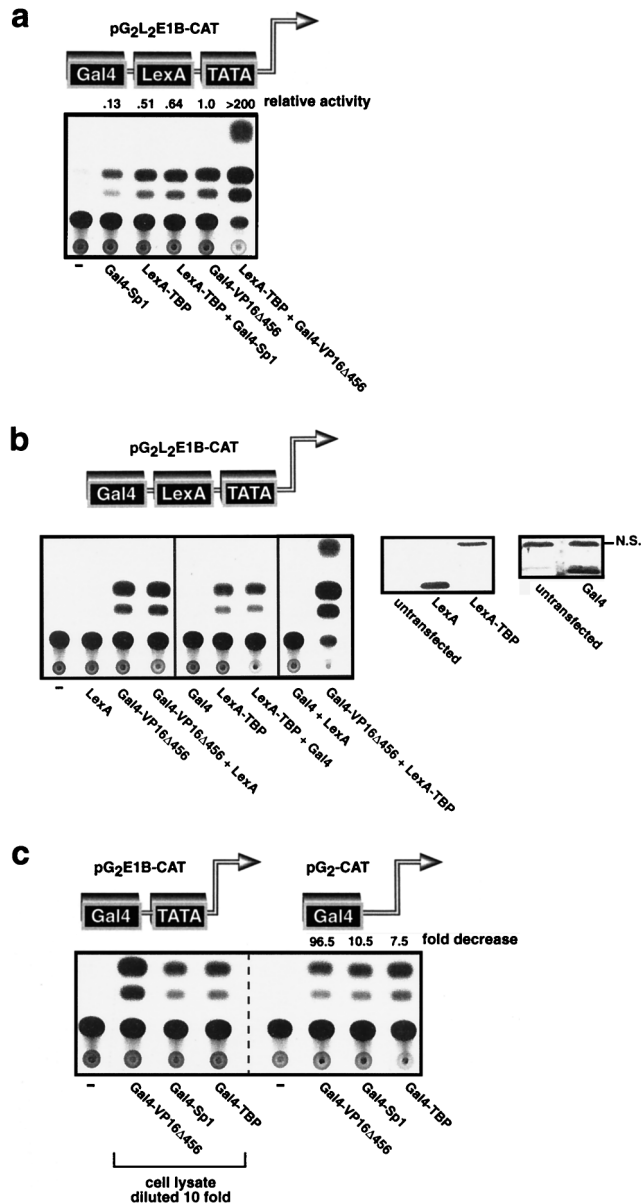 a
pG2L2E1B-CAT
Gal4 LexA TATA
.13 .51 .64 1.0 >200 relative activity
–
Gal4-Sp1
LexA-TBP
LexA-TBP + Gal4-Sp1
Gal4-VP16Δ456
LexA-TBP + Gal4-VP16Δ456
b
pG2L2E1B-CAT
Gal4 LexA TATA
N.S.
–
LexA
Gal4-VP16Δ456
Gal4-VP16Δ456 + LexA
Gal4
LexA-TBP
LexA-TBP + Gal4
Gal4 + LexA
Gal4-VP16Δ456 + LexA-TBP
untransfected
LexA
LexA-TBP
untransfected
Gal4
c
pG2E1B-CAT pG2-CAT
Gal4 TATA Gal4
96.5 10.5 7.5 fold decrease
–
Gal4-VP16Δ456
Gal4-Sp1
Gal4-TBP
–
Gal4-VP16Δ456
Gal4-Sp1
Gal4-TBP
cell lysate
diluted 10 fold